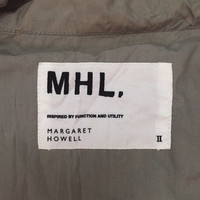 MHL.
INSPIRED BY FUNCTION AND UTILITY
MARGARET
HOWELL
II